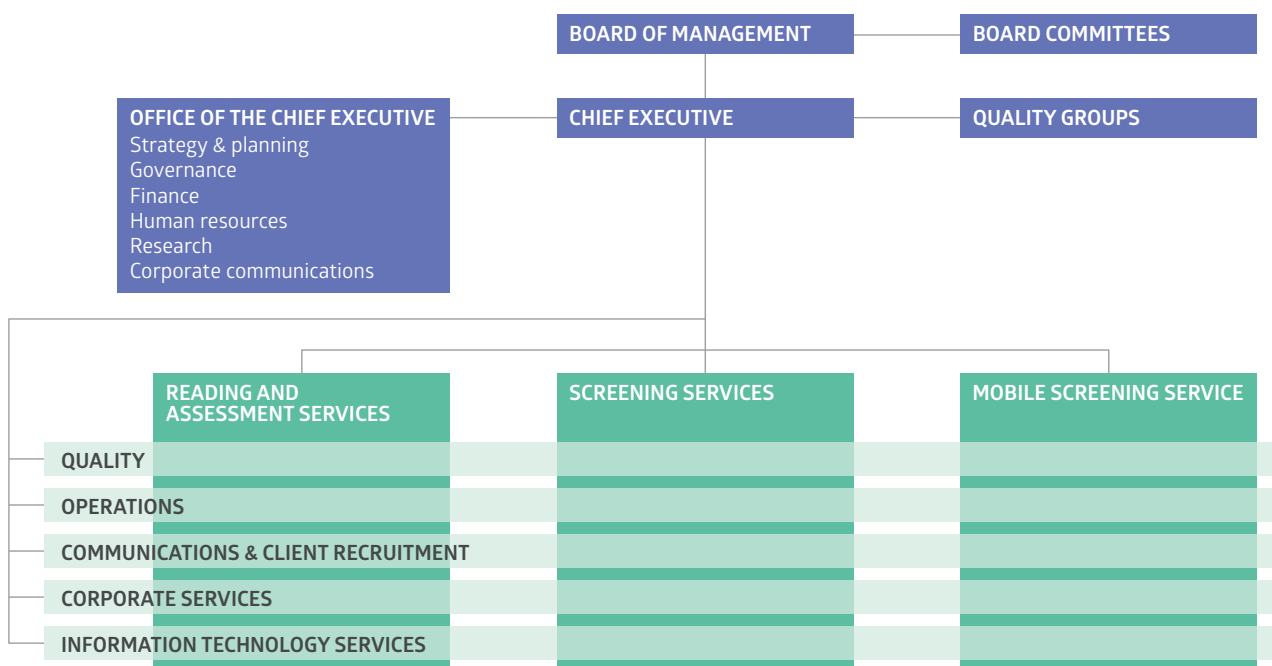 BOARD OF MANAGEMENT
BOARD COMMITTEES
OFFICE OF THE CHIEF EXECUTIVE
Strategy & planning
Governance
Finance
Human resources
Research
Corporate communications
CHIEF EXECUTIVE
QUALITY GROUPS
READING AND
ASSESSMENT SERVICES
SCREENING SERVICES
MOBILE SCREENING SERVICE
QUALITY
OPERATIONS
COMMUNICATIONS & CLIENT RECRUITMENT
CORPORATE SERVICES
INFORMATION TECHNOLOGY SERVICES